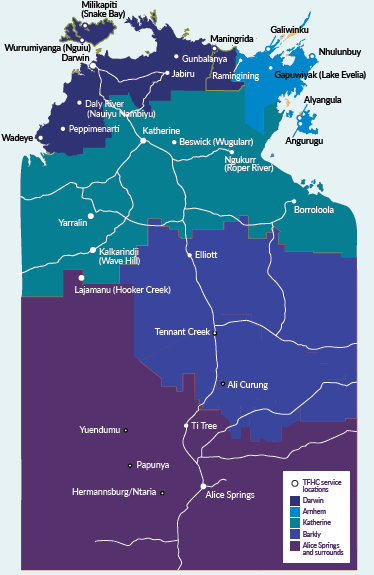 Milikapiti
(Snake Bay)
Galiwinku
Wurrumiyanga (Nguiu)
Maningrida
Nhulunbuy
Darwin
Gunbalanya
Jabiru
Ramingining
Gapuwiyak (Lake Evelia)
Daly River
(Nauiyu Nambiyu)
Alyangula
Peppimenarti
Katherine
Wadeye
Beswick (Wugularr)
Angurugu
Ngukurr
(Roper River)
Yarralin
Borroloola
Kalkarindji
(Wave Hill)
Elliott
Lajamanu (Hooker Creek)
Tennant Creek
Ali Curung
Yuendumu
Ti Tree
Papunya
Hermannsburg/Ntaria
Alice Springs
TFHC service
locations
Darwin
Arnhem
Katherine
Barkly
Alice Springs
and surrounds